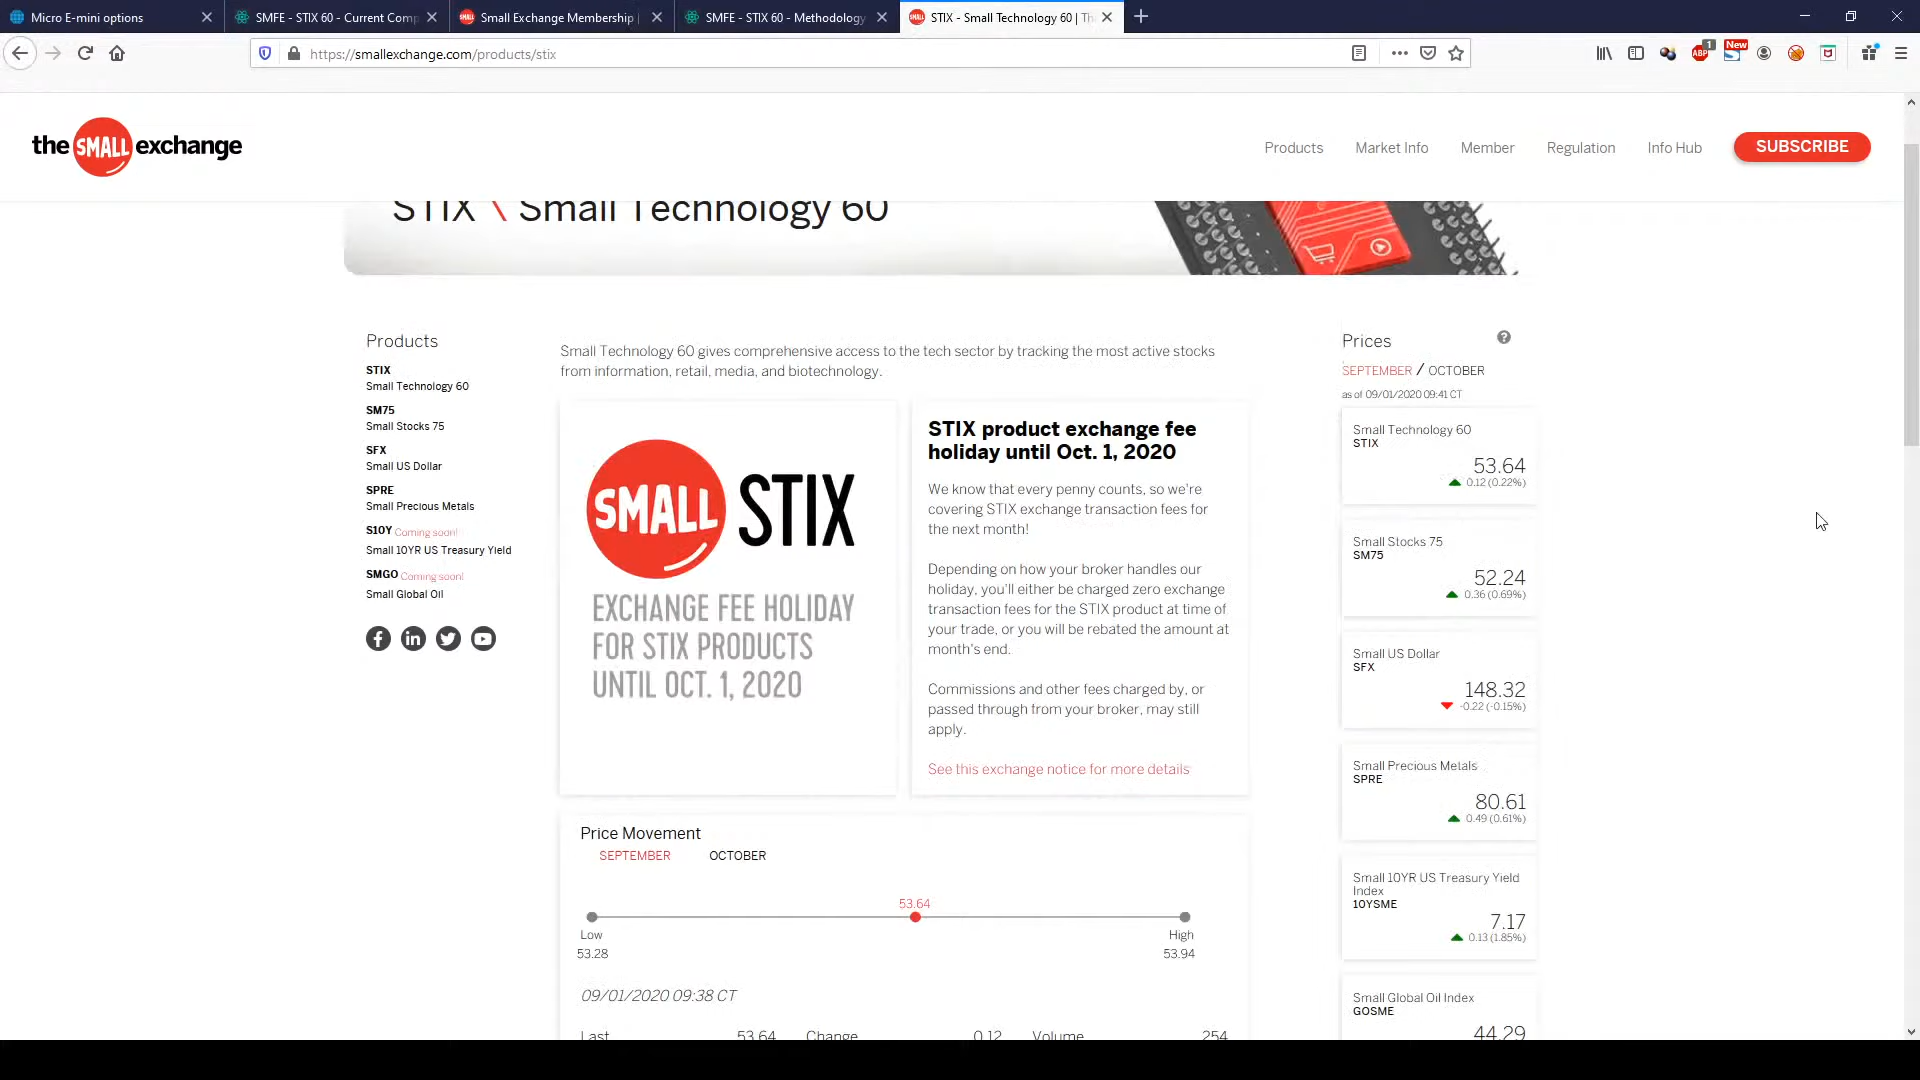 Micro E-mini options
SMFE - STIX 60 - Current Comp
Small Exchange Membership |
SMFE - STIX 60 - Methodology
STIX - Small Technology 60 | Th
https://smallexchange.com/products/stix
ABP
1
New
the SMALL exchange
Products
Market Info
Member
Regulation
Info Hub
SUBSCRIBE
STIX \ Small Technology 60
Products
STIX
Small Technology 60
SM75
Small Stocks 75
SFX
Small US Dollar
SPRE
Small Precious Metals
S10Y Coming soon!
Small 10YR US Treasury Yield
SMGO Coming soon!
Small Global Oil
Small Technology 60 gives comprehensive access to the tech sector by tracking the most active stocks
from information, retail, media, and biotechnology.
SMALL STIX
EXCHANGE FEE HOLIDAY
FOR STIX PRODUCTS
UNTIL OCT. 1, 2020
STIX product exchange fee
holiday until Oct. 1, 2020
We know that every penny counts, so we're
covering STIX exchange transaction fees for
the next month!
Depending on how your broker handles our
holiday, you'll either be charged zero exchange
transaction fees for the STIX product at time of
your trade, or you will be rebated the amount at
month's end.
Commissions and other fees charged by, or
passed through from your broker, may still
apply.
See this exchange notice for more details
Price Movement
SEPTEMBER
OCTOBER
53.64
Low
High
53.28
53.94
09/01/2020 09:38 CT
Last
53.64
Change
0.12
Volume
254
Prices
?
SEPTEMBER / OCTOBER
as of 09/01/2020 09:41 CT
Small Technology 60
STIX
53.64
0.12 (0.22%)
Small Stocks 75
SM75
52.24
0.36 (0.69%)
Small US Dollar
SFX
148.32
-0.22 (-0.15%)
Small Precious Metals
SPRE
80.61
0.49 (0.61%)
Small 10YR US Treasury Yield
Index
10YSME
7.17
0.13 (1.85%)
Small Global Oil Index
GOSME
44.29